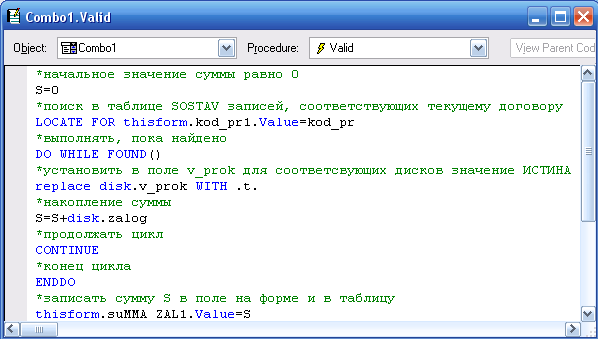 Combo1.Valid
Object: Combo1 Procedure: Valid View Parent Cod
*начальное значение суммы равно 0
S=0
*поиск в таблице SOSTAV записей, соответствующих текущему договору
LOCATE FOR thisform.kod_pr1.Value=kod_pr
*выполнять, пока найдено
DO WHILE FOUND()
*установить в поле v_prok для соответсвующих дисков значение ИСТИНА
replace disk.v_prok WITH .t.
*накопление суммы
S=S+disk.zalog
*продолжать цикл
CONTINUE
*конец цикла
ENDDO
*записать сумму S в поле на форме и в таблицу
thisform.suMMA_ZAL1.Value=S